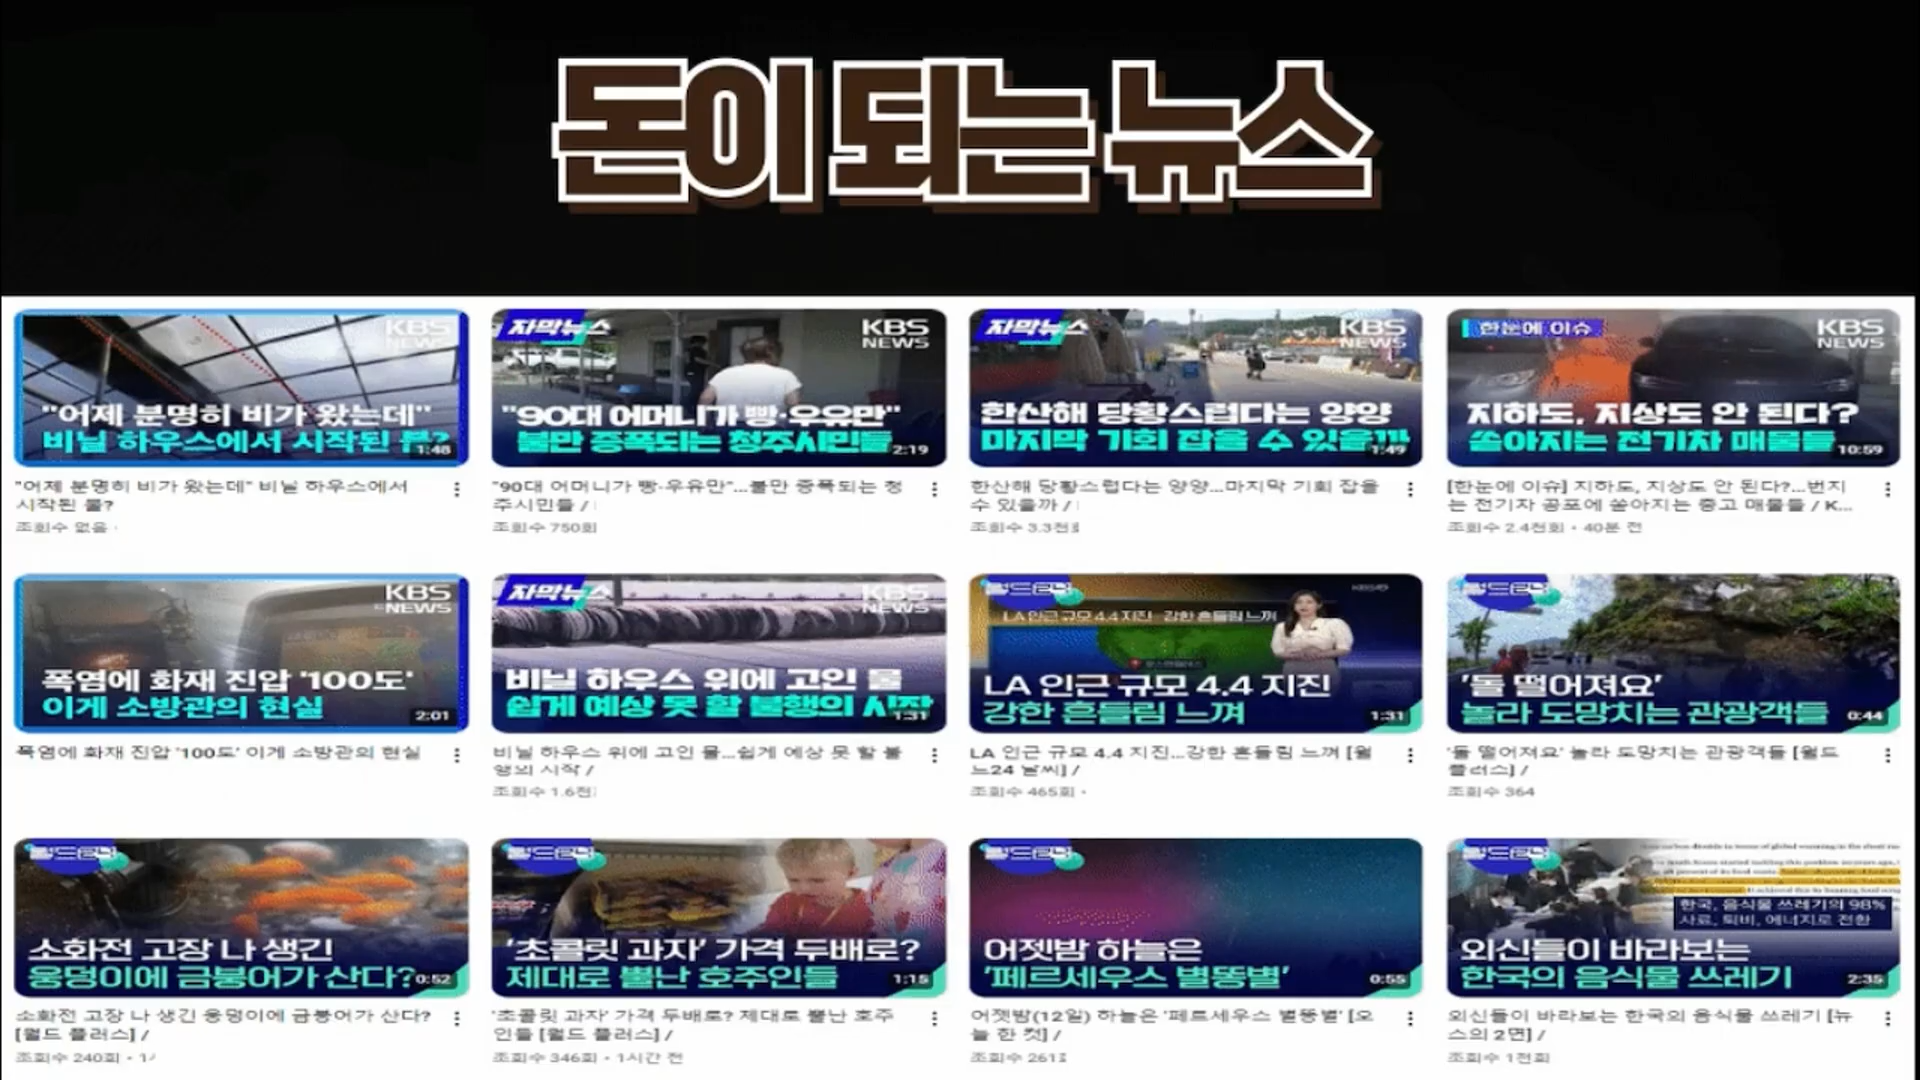 돈이 되는 뉴스
KBS NEWS
"어제 분명히 비가 왔는데"
비닐 하우스에서 시작된 불?
1:48
"어제 분명히 비가 왔는데" 비닐 하우스에서
시작된 불?
조회수 없음
자막뉴스
KBS NEWS
"90대 어머니가 빵·우유만"
불만 증폭되는 청주시민들
2:19
"90대 어머니가 빵·우유만"...불만 증폭되는 청
주시민들 /
조회수 750회
자막뉴스
KBS NEWS
한산해 당황스럽다는 양양
마지막 기회 잡을 수 있을까
1:49
한산해 당황스럽다는 양양...마지막 기회 잡을
수 있을까 /
조회수 3.3천회
한눈에 이슈
KBS NEWS
지하도, 지상도 안 된다?
쏟아지는 전기차 매물들
10:59
[한눈에 이슈] 지하도, 지상도 안 된다?...번지
는 전기차 공포에 쏟아지는 중고 매물들 / K...
조회수 2.4천회 • 40분 전
KBS NEWS
폭염에 화재 진압 '100도'
이게 소방관의 현실
2:01
폭염에 화재 진압 '100도' 이게 소방관의 현실
자막뉴스
KBS NEWS
비닐 하우스 위에 고인 물
쉽게 예상 못 할 불행의 시작
1:31
비닐 하우스 위에 고인 물...쉽게 예상 못 할 불
행의 시작 /
조회수 1.6천
LA 인근 규모 4.4 지진…강한 흔들림 느껴
LA 인근 규모 4.4 지진
강한 흔들림 느껴
1:31
LA 인근 규모 4.4 지진...강한 흔들림 느껴 [월
드24 날씨] /
조회수 465회 •
월드24
'돌 떨어져요'
놀라 도망치는 관광객들
0:44
'돌 떨어져요' 놀라 도망치는 관광객들 [월드
플러스] /
조회수 364
월드24
소화전 고장 나 생긴
웅덩이에 금붕어가 산다?
0:52
소화전 고장 나 생긴 웅덩이에 금붕어가 산다?
[월드 플러스] /
조회수 240회 • 1
월드24
'초콜릿 과자' 가격 두배로?
제대로 뿔난 호주인들
1:15
'초콜릿 과자' 가격 두배로? 제대로 뿔난 호주
인들 [월드 플러스] /
조회수 346회 • 1시간 전
월드24
어젯밤 하늘은
'페르세우스 별똥별'
0:55
어젯밤(12일) 하늘은 '페르세우스 별똥별' [오
늘 한 컷] /
조회수 261
월드24
한국, 음식물 쓰레기의 98%
사료, 퇴비, 에너지로 전환
외신들이 바라보는
한국의 음식물 쓰레기
2:35
외신들이 바라보는 한국의 음식물 쓰레기 [뉴
스의 2면] /
조회수 1천회